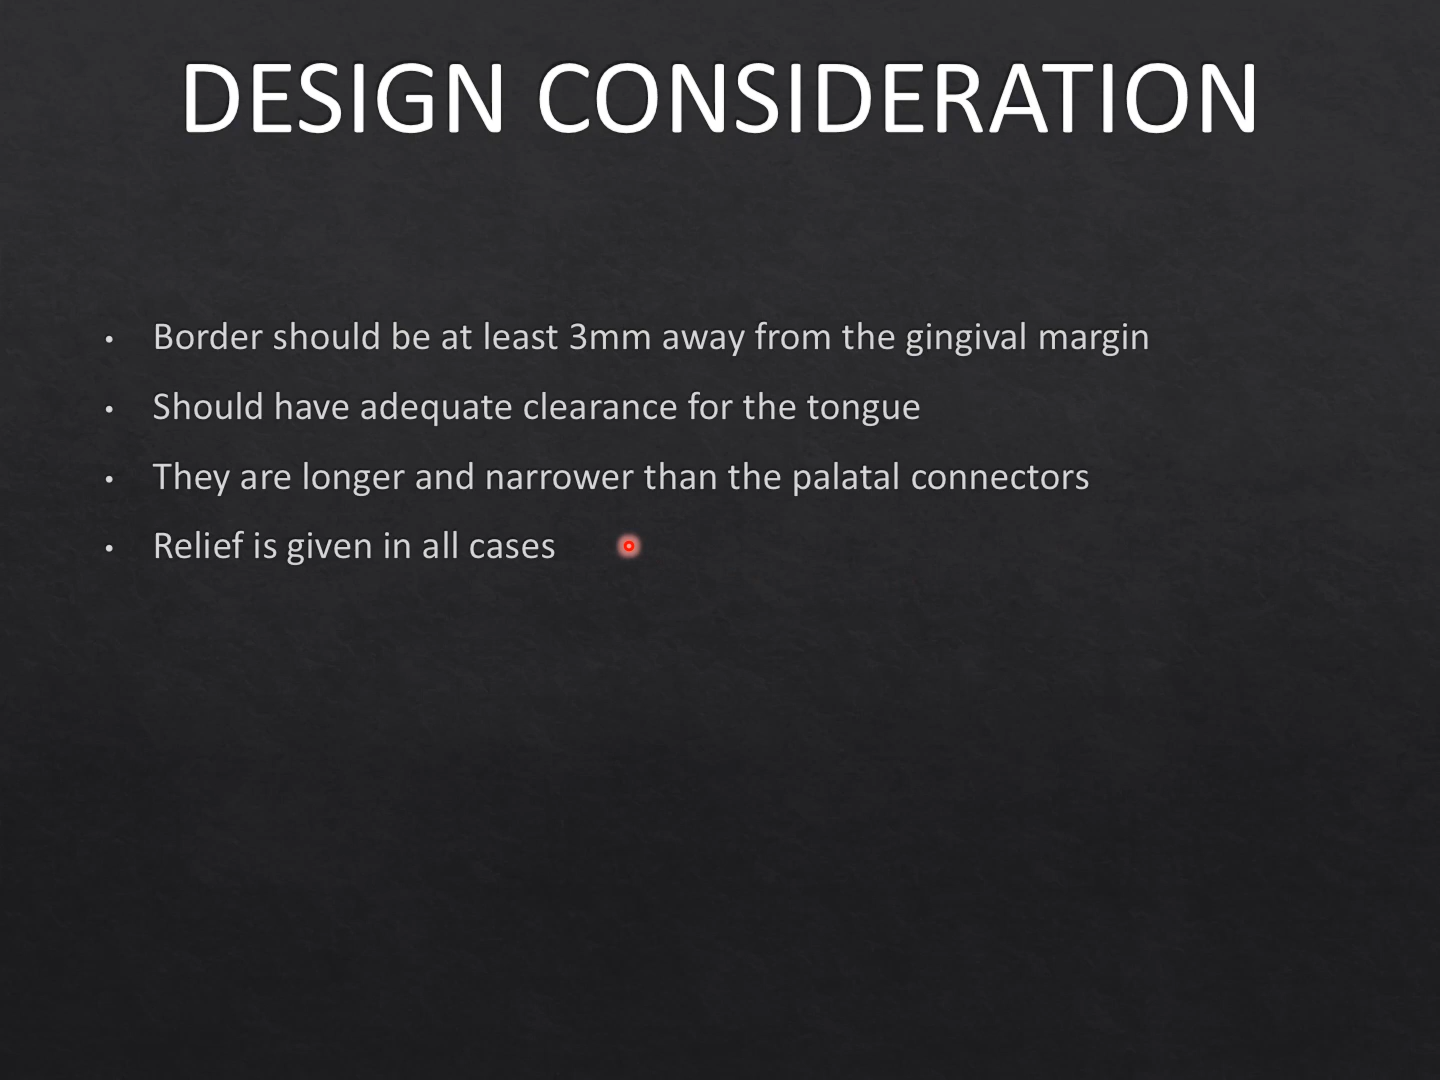 DESIGN CONSIDERATION
• Border should be at least 3mm away from the gingival margin
• Should have adequate clearance for the tongue
• They are longer and narrower than the palatal connectors
• Relief is given in all cases